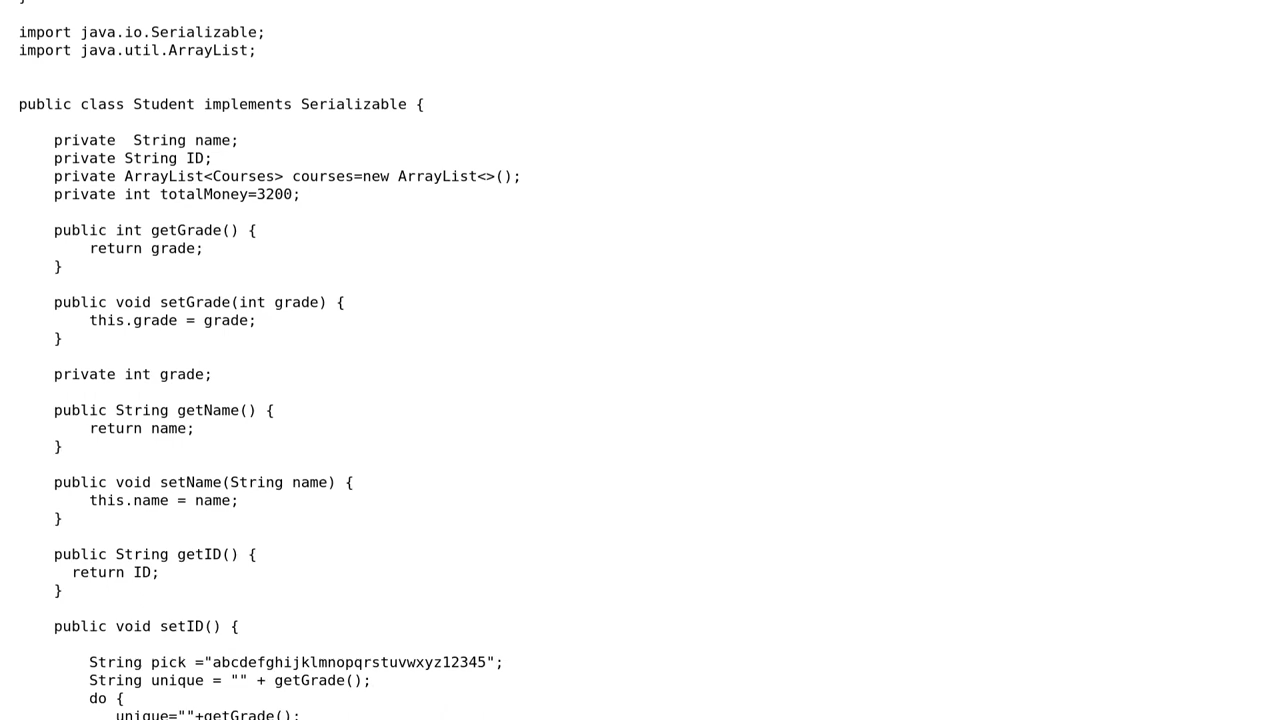 }
import java.io.Serializable;
import java.util.ArrayList;
public class Student implements Serializable {
private  String name;
private String ID;
private ArrayList<Courses> courses=new ArrayList<>();
private int totalMoney=3200;
public int getGrade() {
return grade;
}
public void setGrade(int grade) {
this.grade = grade;
}
private int grade;
public String getName() {
return name;
}
public void setName(String name) {
this.name = name;
}
public String getID() {
return ID;
}
public void setID() {
String pick ="abcdefghijklmnopqrstuvwxyz12345";
String unique = "" + getGrade();
do {
unique=""+getGrade();